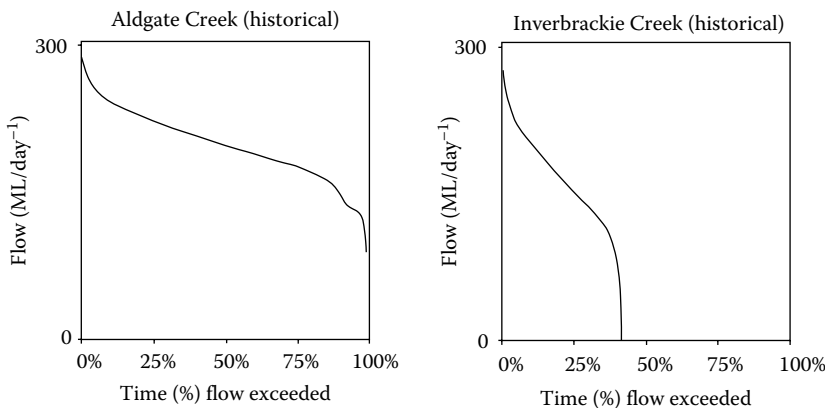 Aldgate Creek (historical)
300
Flow (ML/day⁻¹)
0
0% 25% 50% 75% 100%
Time (%) flow exceeded
Inverbrackie Creek (historical)
300
Flow (ML/day⁻¹)
0
0% 25% 50% 75% 100%
Time (%) flow exceeded